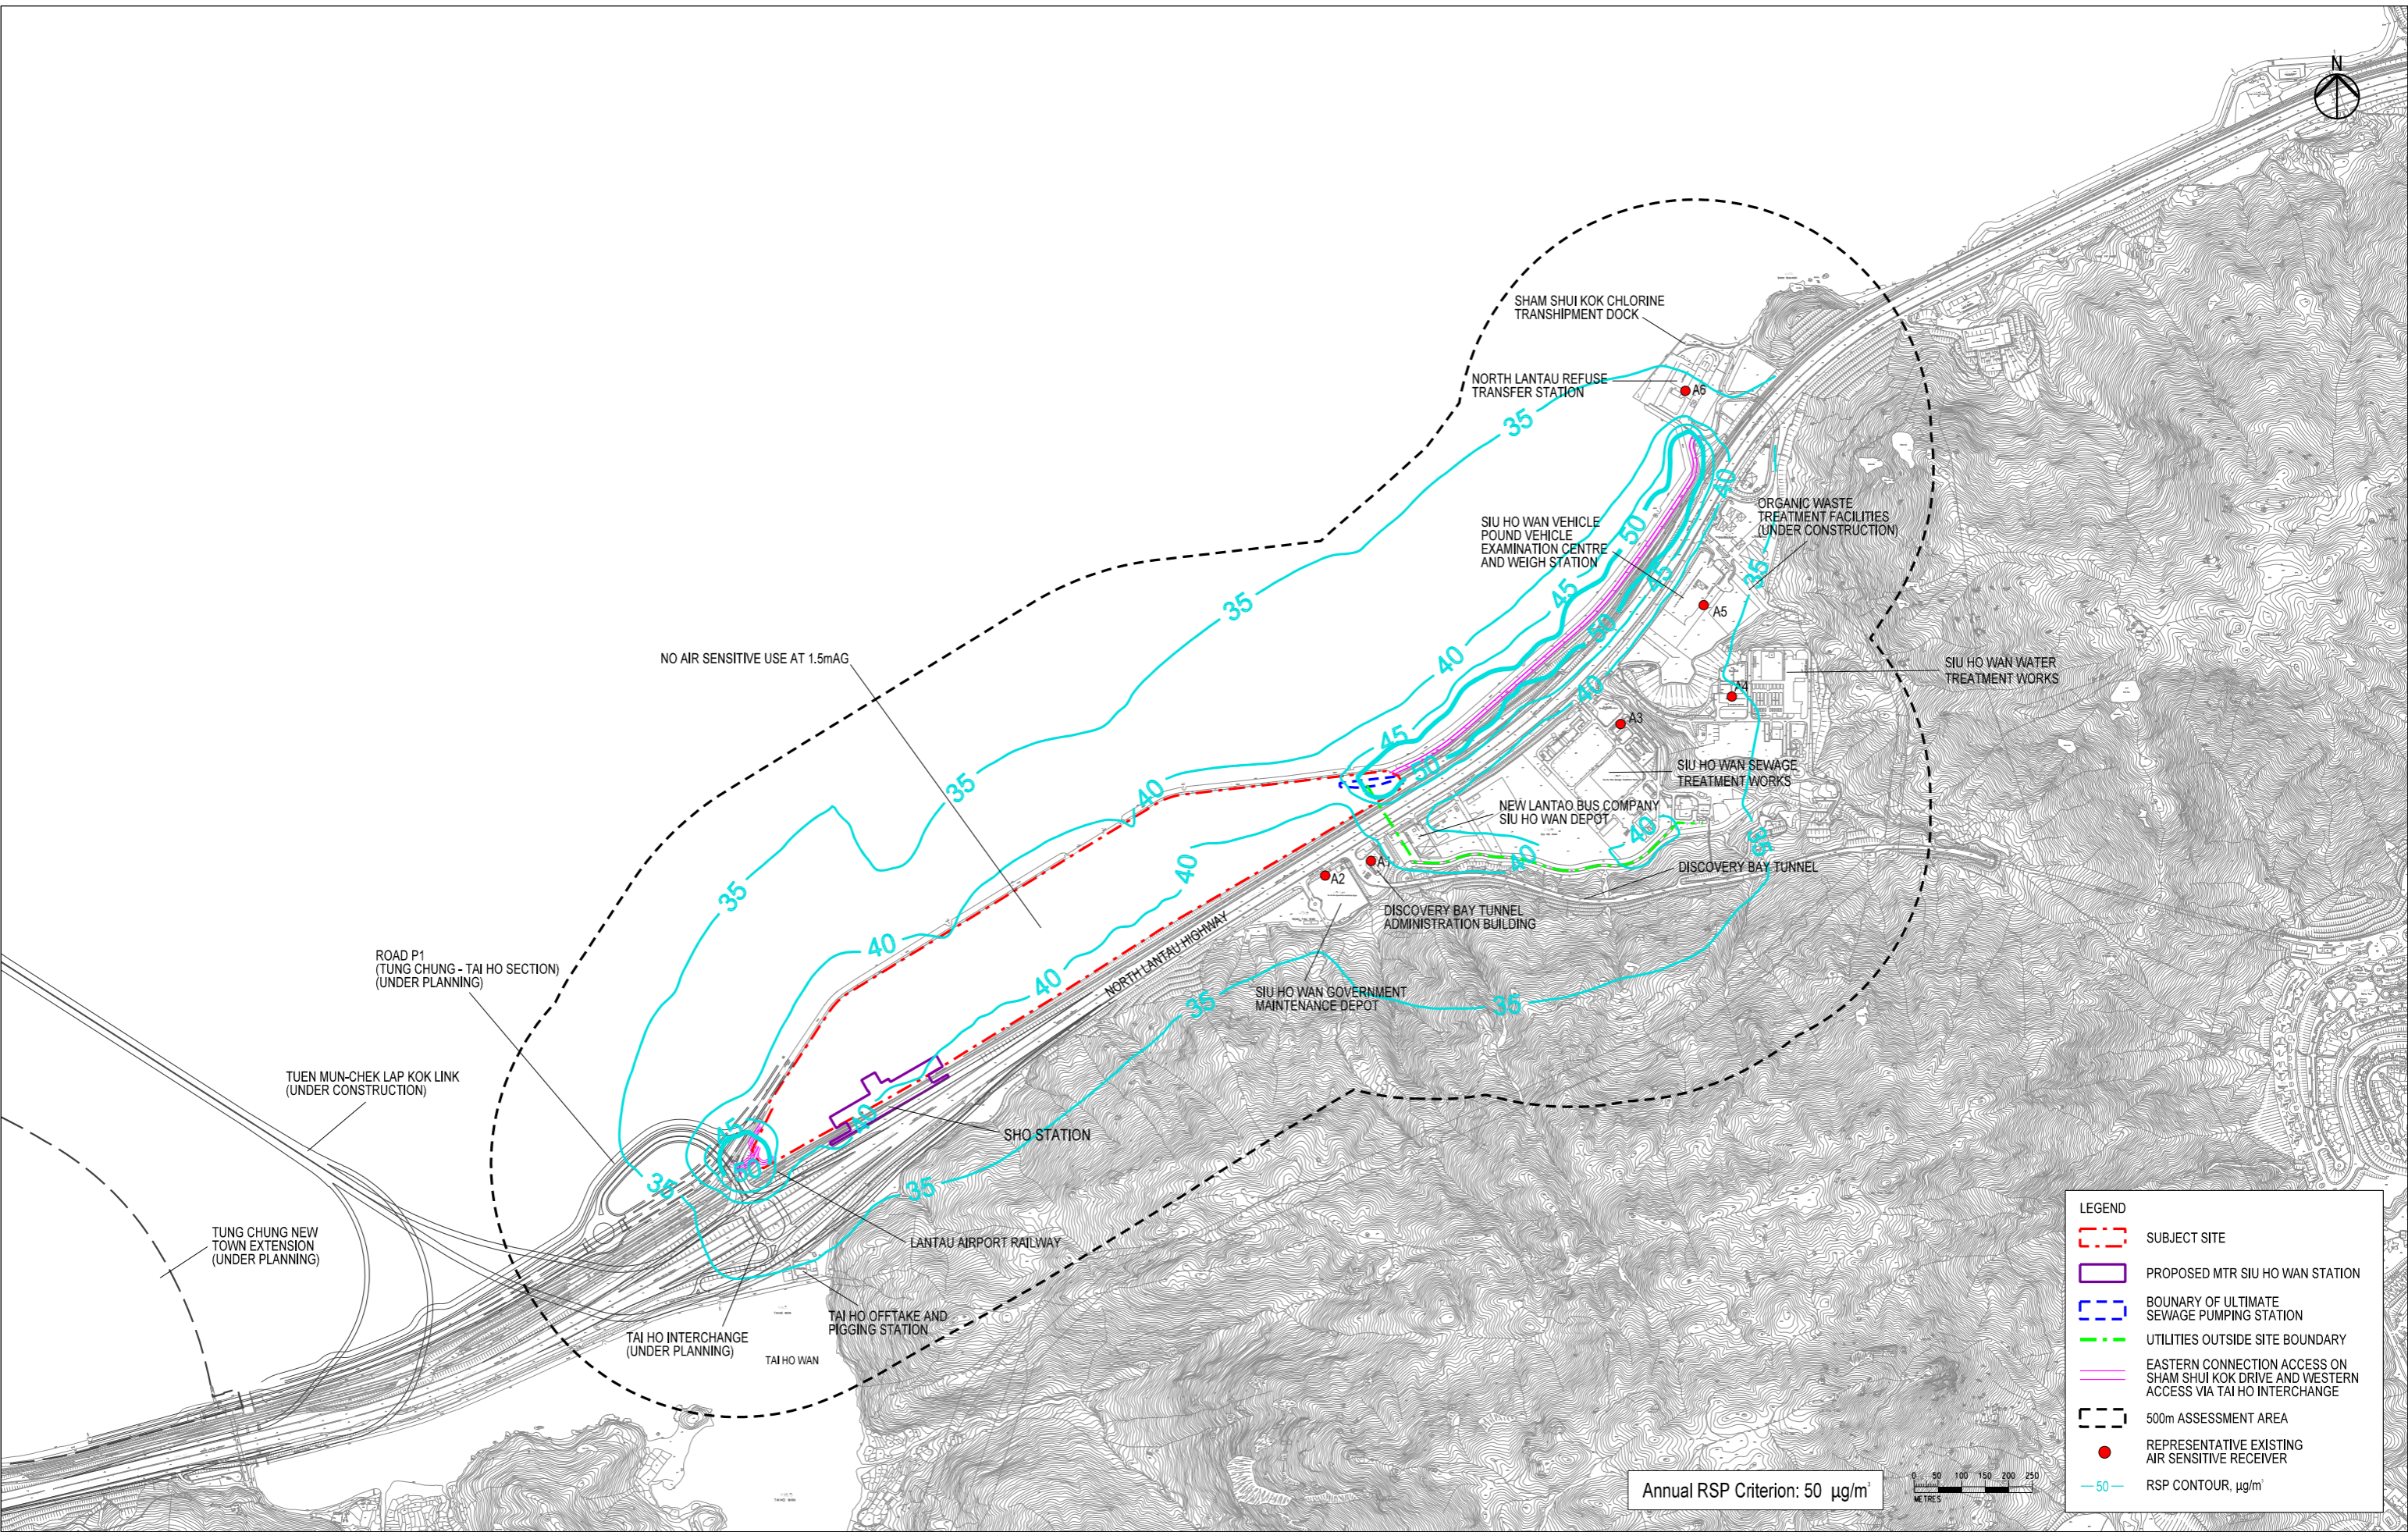 N
SHAM SHUI KOK CHLORINE
TRANSHIPMENT DOCK
NORTH LANTAU REFUSE
TRANSFER STATION
A6
35
40
ORGANIC WASTE
TREATMENT FACILITIES
(UNDER CONSTRUCTION)
SIU HO WAN VEHICLE
POUND VEHICLE
EXAMINATION CENTRE
AND WEIGH STATION
50
45
45
35
35
A5
50
40
NO AIR SENSITIVE USE AT 1.5mAG
SIU HO WAN WATER
TREATMENT WORKS
A4
40
A3
45
50
SIU HO WAN SEWAGE
TREATMENT WORKS
35
40
NEW LANTAO BUS COMPANY
SIU HO WAN DEPOT
40
35
40
A1
40
DISCOVERY BAY TUNNEL
A2
35
DISCOVERY BAY TUNNEL
ADMINISTRATION BUILDING
40
NORTH LANTAU HIGHWAY
ROAD P1
(TUNG CHUNG - TAI HO SECTION)
(UNDER PLANNING)
40
SIU HO WAN GOVERNMENT
MAINTENANCE DEPOT
35
35
TUEN MUN-CHEK LAP KOK LINK
(UNDER CONSTRUCTION)
40
45
SHO STATION
50
35
35
TUNG CHUNG NEW
TOWN EXTENSION
(UNDER PLANNING)
LANTAU AIRPORT RAILWAY
TAI HO OFFTAKE AND
PIGGING STATION
TAI HO INTERCHANGE
(UNDER PLANNING)
TAI HO WAN
LEGEND
SUBJECT SITE
PROPOSED MTR SIU HO WAN STATION
BOUNARY OF ULTIMATE
SEWAGE PUMPING STATION
UTILITIES OUTSIDE SITE BOUNDARY
EASTERN CONNECTION ACCESS ON
SHAM SHUI KOK DRIVE AND WESTERN
ACCESS VIA TAI HO INTERCHANGE
500m ASSESSMENT AREA
REPRESENTATIVE EXISTING
AIR SENSITIVE RECEIVER
50 RSP CONTOUR, µg/m³
Annual RSP Criterion: 50 µg/m³
0 50 100 150 200 250
METRES